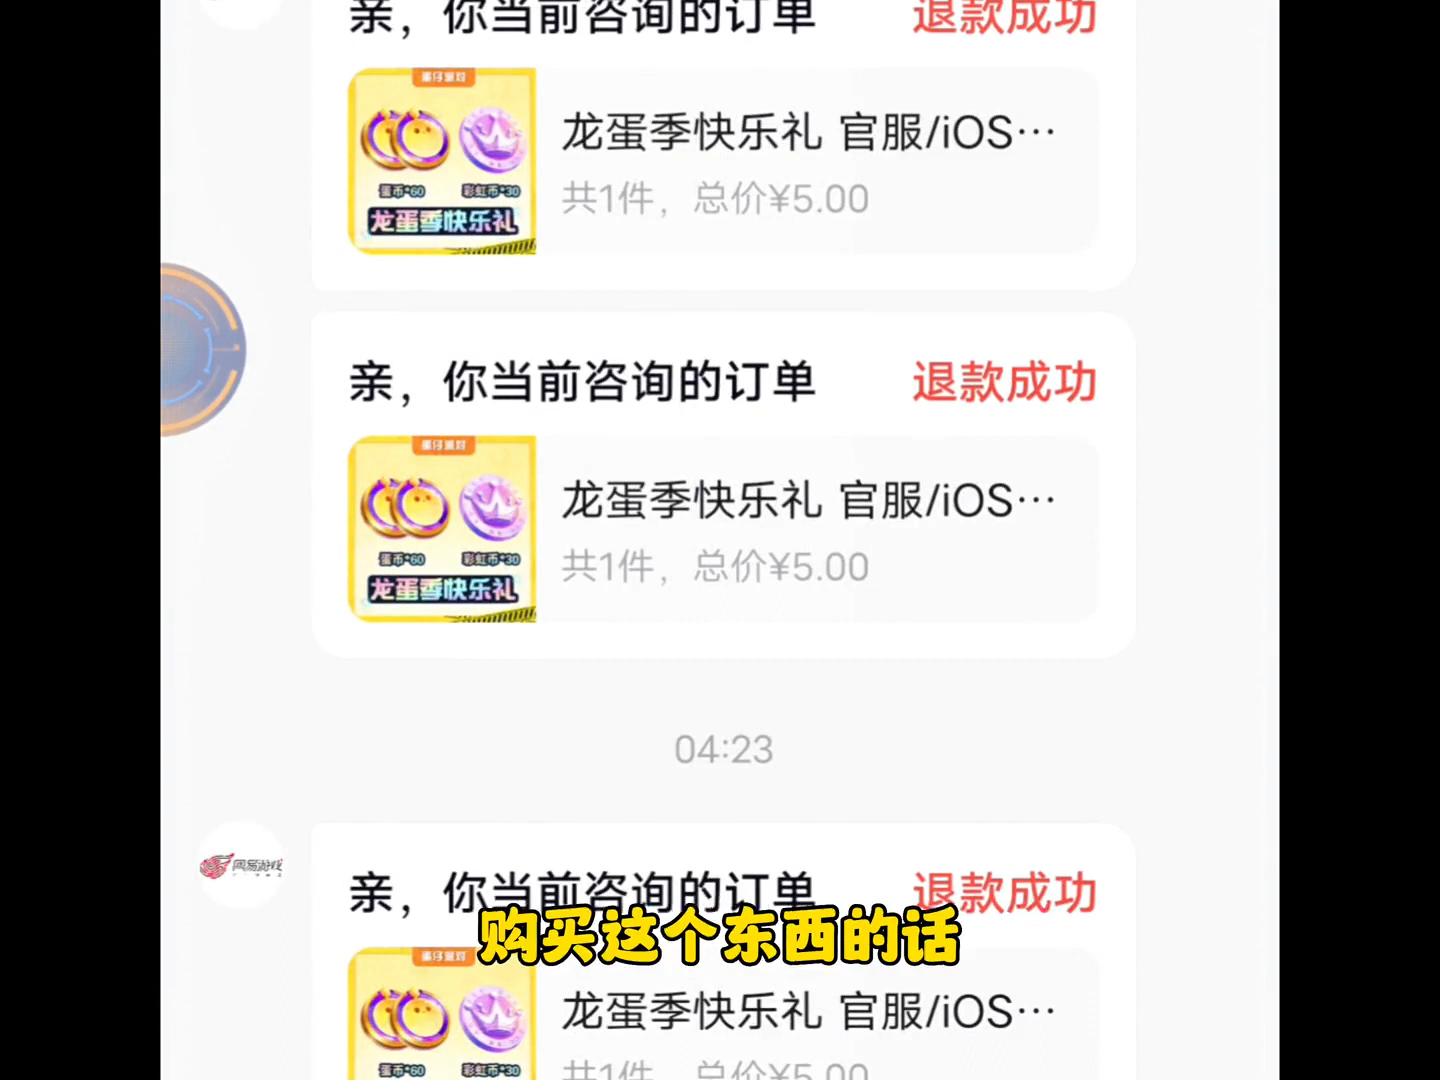 亲，你当前咨询的订单 退款成功
蛋仔派对
龙蛋季快乐礼 官服/iOS…
蛋币*60 彩虹币*30
共1件，总价¥5.00
龙蛋季快乐礼
亲，你当前咨询的订单 退款成功
蛋仔派对
龙蛋季快乐礼 官服/iOS…
蛋币*60 彩虹币*30
共1件，总价¥5.00
龙蛋季快乐礼
04:23
网易游戏
亲，你当前咨询的订单 退款成功
购买这个东西的话
蛋仔派对
龙蛋季快乐礼 官服/iOS…
蛋币*60 彩虹币*30
共1件，总价¥5.00